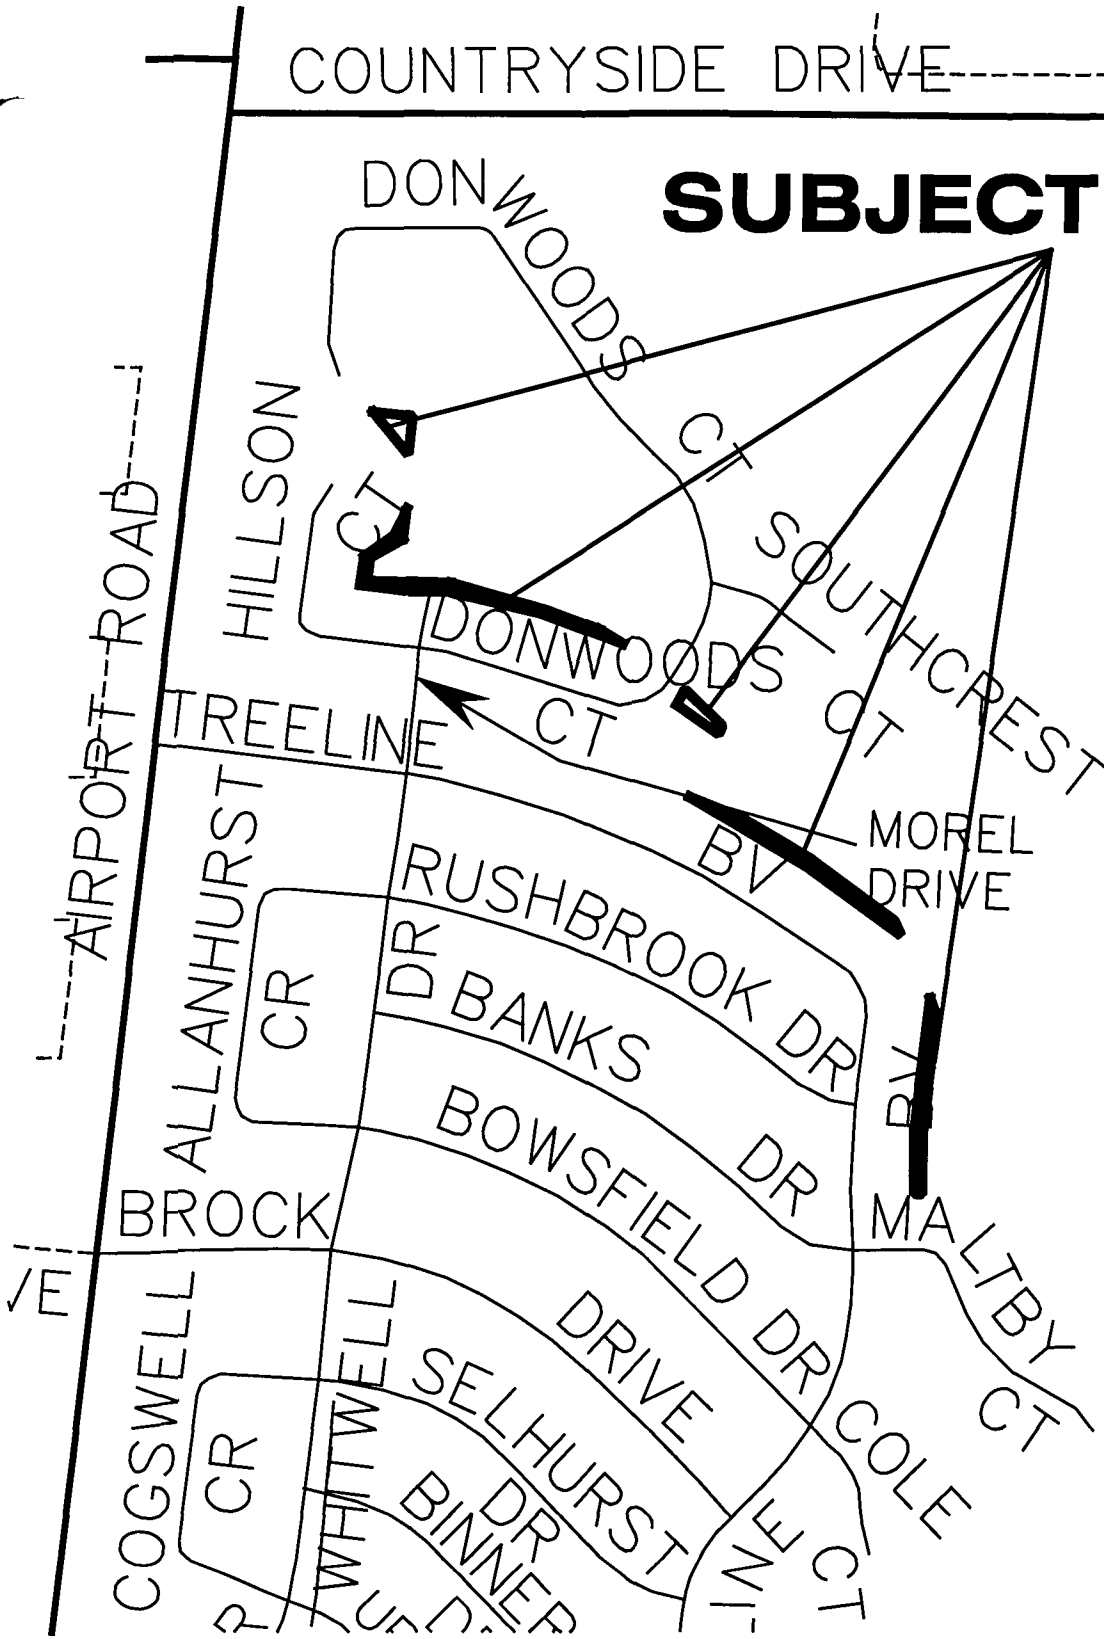 COUNTRYSIDE DRIVE
DONWOODS CT
SUBJECT
HILLSON
CT
AIRPORT ROAD
SOUTHCREST
CT
DONWOODS
CT
TREELINE
BV
MOREL
DRIVE
ALLANHURST
CR
RUSHBROOK DR
DR
BANKS
DR
BV
BOWSFIELD DR
BROCK
DRIVE
MALTBY
CT
VE
COGSWELL
CR
WHITWELL
SELHURST
DR
BINNER
COLE
CT